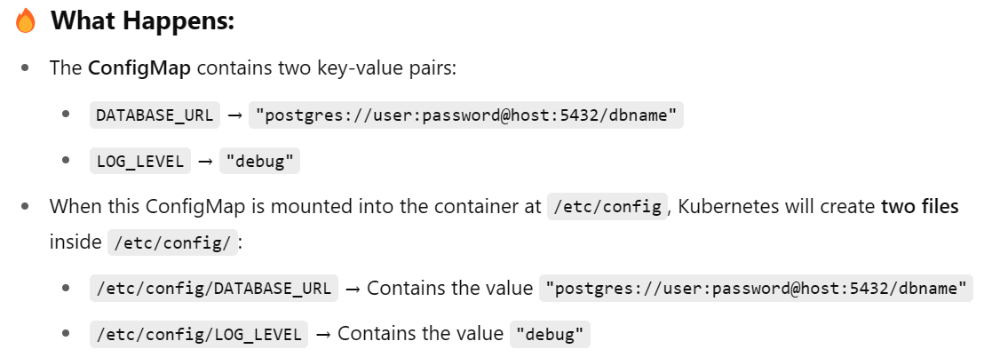 🔥 What Happens:
• The ConfigMap contains two key-value pairs:
• DATABASE_URL → "postgres://user:password@host:5432/dbname"
• LOG_LEVEL → "debug"
• When this ConfigMap is mounted into the container at /etc/config, Kubernetes will create two files
inside /etc/config/:
• /etc/config/DATABASE_URL → Contains the value "postgres://user:password@host:5432/dbname"
• /etc/config/LOG_LEVEL → Contains the value "debug"